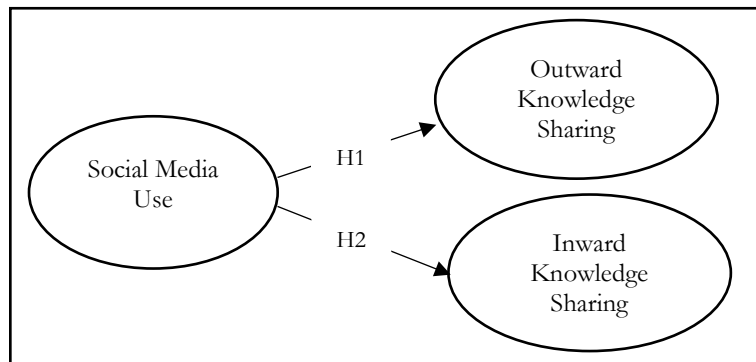 Outward
Knowledge
Sharing
Social Media
Use
H1
H2
Inward
Knowledge
Sharing